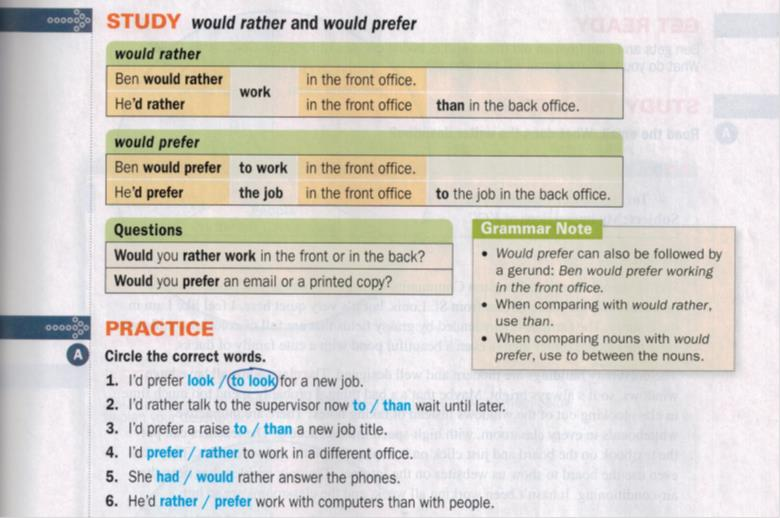 STUDY would rather and would prefer
would rather
Ben would rather work in the front office.
He'd rather in the front office than in the back office.
would prefer
Ben would prefer to work in the front office.
He'd prefer the job in the front office to the job in the back office.
Questions
Would you rather work in the front or in the back?
Would you prefer an email or a printed copy?
Grammar Note
• Would prefer can also be followed by
a gerund: Ben would prefer working
in the front office.
• When comparing with would rather,
use than.
• When comparing nouns with would
prefer, use to between the nouns.
PRACTICE
A
Circle the correct words.
1. I'd prefer look / to look for a new job.
2. I'd rather talk to the supervisor now to / than wait until later.
3. I'd prefer a raise to / than a new job title.
4. I'd prefer / rather to work in a different office.
5. She had / would rather answer the phones.
6. He'd rather / prefer work with computers than with people.